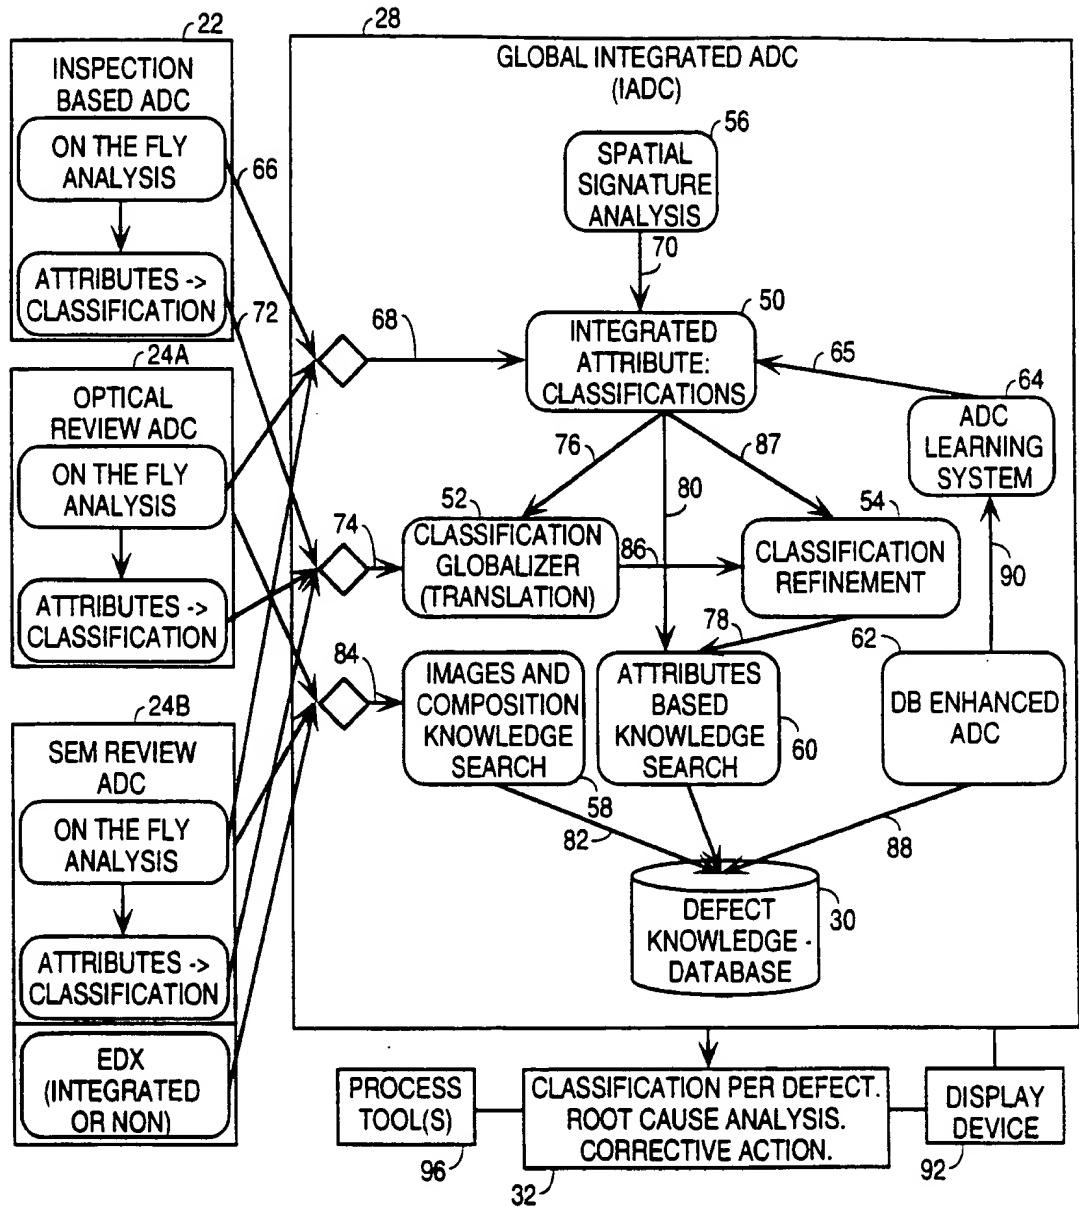 22
INSPECTION
BASED ADC
ON THE FLY
ANALYSIS
ATTRIBUTES ->
CLASSIFICATION
66
72
24A
OPTICAL
REVIEW ADC
ON THE FLY
ANALYSIS
ATTRIBUTES ->
CLASSIFICATION
24B
SEM REVIEW
ADC
ON THE FLY
ANALYSIS
ATTRIBUTES ->
CLASSIFICATION
EDX
(INTEGRATED
OR NON)
28
GLOBAL INTEGRATED ADC
(IADC)
56
SPATIAL
SIGNATURE
ANALYSIS
70
50
68
INTEGRATED
ATTRIBUTE:
CLASSIFICATIONS
65
64
ADC
LEARNING
SYSTEM
76
87
80
52
54
74
CLASSIFICATION
GLOBALIZER
(TRANSLATION)
86
CLASSIFICATION
REFINEMENT
90
78
62
84
IMAGES AND
COMPOSITION
KNOWLEDGE
SEARCH
58
ATTRIBUTES
BASED
KNOWLEDGE
SEARCH
60
DB ENHANCED
ADC
82
88
DEFECT
KNOWLEDGE -
DATABASE
30
PROCESS
TOOL(S)
96
CLASSIFICATION PER DEFECT.
ROOT CAUSE ANALYSIS.
CORRECTIVE ACTION.
32
DISPLAY
DEVICE
92